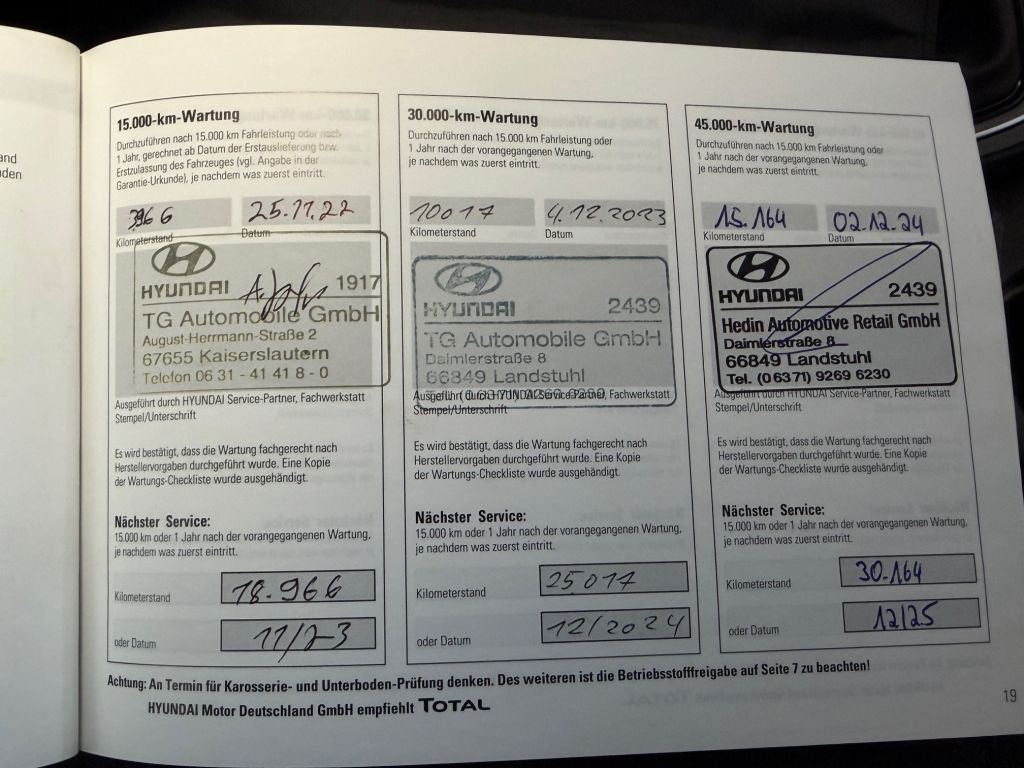 and
den
15.000-km-Wartung
Durchzuführen nach 15.000 km Fahrleistung oder nach
1 Jahr, gerechnet ab Datum der Erstauslieferung bzw.
Erstzulassung des Fahrzeuges (vgl. Angabe in der
Garantie-Urkunde), je nachdem was zuerst eintritt.
3966 25.11.22
Kilometerstand Datum
HYUNDAI 1917
TG Automobile GmbH
August-Herrmann-Straße 2
67655 Kaiserslautern
Telefon 06 31 - 41 41 8 - 0
Ausgeführt durch HYUNDAI Service-Partner, Fachwerkstatt
Stempel/Unterschrift
Es wird bestätigt, dass die Wartung fachgerecht nach
Herstellervorgaben durchgeführt wurde. Eine Kopie
der Wartungs-Checkliste wurde ausgehändigt.
Nächster Service:
15.000 km oder 1 Jahr nach der vorangegangenen Wartung,
je nachdem was zuerst eintritt.
Kilometerstand 18.966
oder Datum 11/23
30.000-km-Wartung
Durchzuführen nach 15.000 km Fahrleistung oder
1 Jahr nach der vorangegangenen Wartung,
je nachdem was zuerst eintritt.
10017 4.12.2023
Kilometerstand Datum
HYUNDAI 2439
TG Automobile GmbH
Daimlerstraße 8
66849 Landstuhl
Ausgeführt durch HYUNDAI Service-Partner, Fachwerkstatt
Stempel/Unterschrift
Es wird bestätigt, dass die Wartung fachgerecht nach
Herstellervorgaben durchgeführt wurde. Eine Kopie
der Wartungs-Checkliste wurde ausgehändigt.
Nächster Service:
15.000 km oder 1 Jahr nach der vorangegangenen Wartung,
je nachdem was zuerst eintritt.
Kilometerstand 25017
oder Datum 12/2024
45.000-km-Wartung
Durchzuführen nach 15.000 km Fahrleistung oder
1 Jahr nach der vorangegangenen Wartung,
je nachdem was zuerst eintritt.
15.164 02.12.24
Kilometerstand Datum
HYUNDAI 2439
Hedin Automotive Retail GmbH
Daimlerstraße 8
66849 Landstuhl
Tel. (0 63 71) 9269 6230
Ausgeführt durch HYUNDAI Service-Partner, Fachwerkstatt
Stempel/Unterschrift
Es wird bestätigt, dass die Wartung fachgerecht nach
Herstellervorgaben durchgeführt wurde. Eine Kopie
der Wartungs-Checkliste wurde ausgehändigt.
Nächster Service:
15.000 km oder 1 Jahr nach der vorangegangenen Wartung,
je nachdem was zuerst eintritt.
Kilometerstand 30.164
oder Datum 12/25
Achtung: An Termin für Karosserie- und Unterboden-Prüfung denken. Des weiteren ist die Betriebsstofffreigabe auf Seite 7 zu beachten!
HYUNDAI Motor Deutschland GmbH empfiehlt TOTAL
19